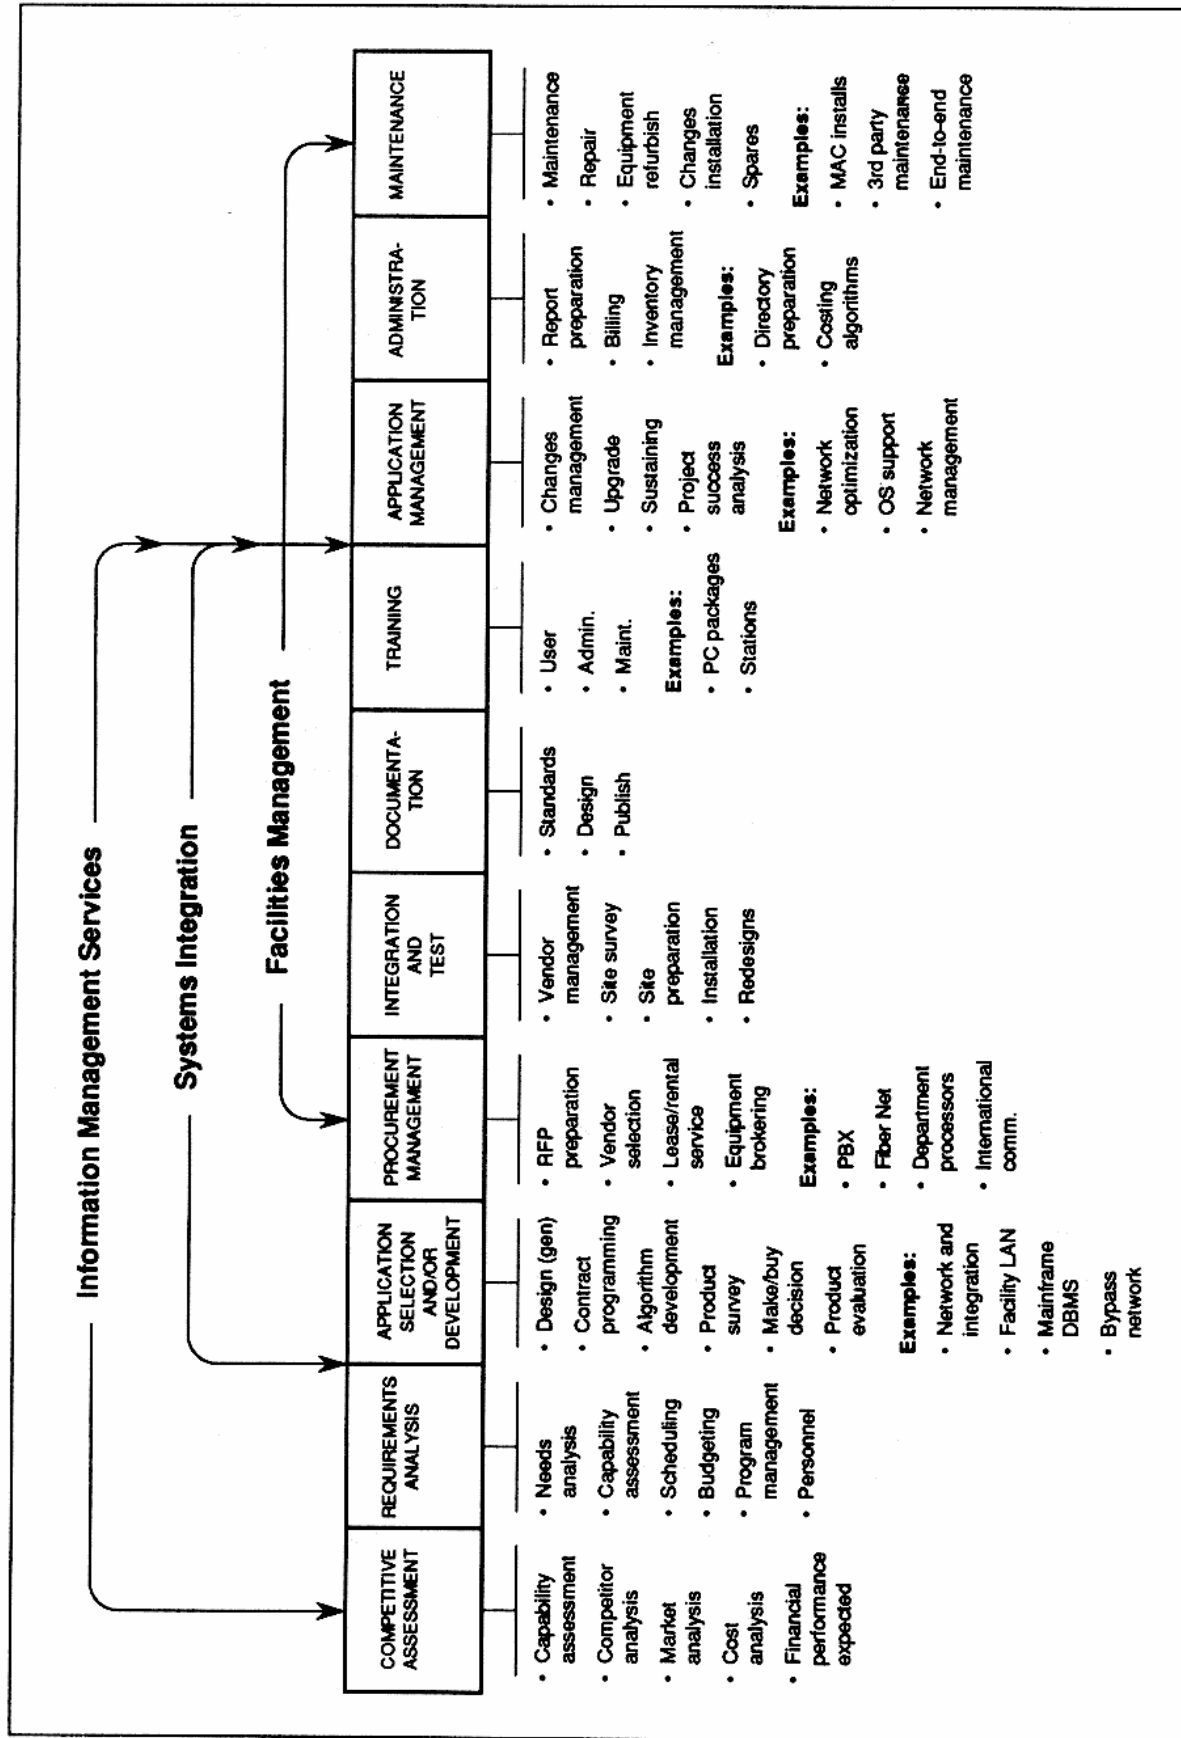 Information Management Services
Systems Integration
Facilities Management
COMPETITIVE
ASSESSMENT
• Capability
assessment
• Competitor
analysis
• Market
analysis
• Cost
analysis
• Financial
performance
expected
REQUIREMENTS
ANALYSIS
• Needs
analysis
• Capability
assessment
• Scheduling
• Budgeting
• Program
management
• Personnel
APPLICATION
SELECTION
AND/OR
DEVELOPMENT
• Design (gen)
• Contract
programming
• Algorithm
development
• Product
survey
• Make/buy
decision
• Product
evaluation
Examples:
• Network and
integration
• Facility LAN
• Mainframe
DBMS
• Bypass
network
PROCUREMENT
MANAGEMENT
• RFP
preparation
• Vendor
selection
• Lease/rental
service
• Equipment
brokering
Examples:
• PBX
• Fiber Net
• Department
processors
• International
comm.
INTEGRATION
AND
TEST
• Vendor
management
• Site survey
• Site
preparation
• Installation
• Redesigns
DOCUMENTA-
TION
• Standards
• Design
• Publish
TRAINING
• User
• Admin.
• Maint.
Examples:
• PC packages
• Stations
APPLICATION
MANAGEMENT
• Changes
management
• Upgrade
• Sustaining
• Project
success
analysis
Examples:
• Network
optimization
• OS support
• Network
management
ADMINISTRA-
TION
• Report
preparation
• Billing
• Inventory
management
Examples:
• Directory
preparation
• Costing
algorithms
MAINTENANCE
• Maintenance
• Repair
• Equipment
refurbish
• Changes
installation
• Spares
Examples:
• MAC installs
• 3rd party
maintenance
• End-to-end
maintenance